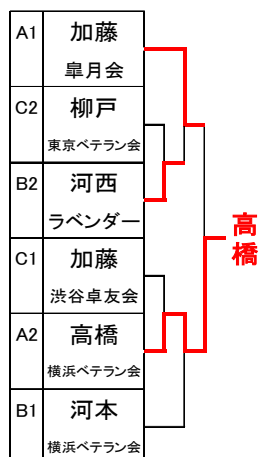 A1 加藤
皐月会
C2 柳戸
東京ベテラン会
B2 河西
ラベンダー
C1 加藤
渋谷卓友会
A2 高橋
横浜ベテラン会
B1 河本
横浜ベテラン会
高橋